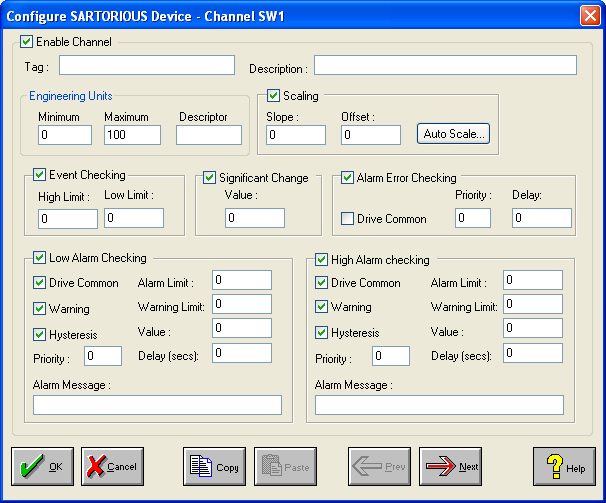 Configure SARTORIOUS Device - Channel SW1
Enable Channel
Tag : Description :
Engineering Units
Minimum Maximum Descriptor
0 100
Scaling
Slope : Offset :
0 0 Auto Scale...
Event Checking
High Limit : Low Limit :
0 0
Significant Change
Value :
0
Alarm Error Checking
Priority : Delay:
Drive Common 0 0
Low Alarm Checking
Drive Common Alarm Limit : 0
Warning Warning Limit: 0
Hysteresis Value : 0
Priority : 0 Delay (secs): 0
Alarm Message :
High Alarm checking
Drive Common Alarm Limit : 0
Warning Warning Limit: 0
Hysteresis Value : 0
Priority : 0 Delay (secs): 0
Alarm Message :
OK Cancel Copy Paste Prev Next Help